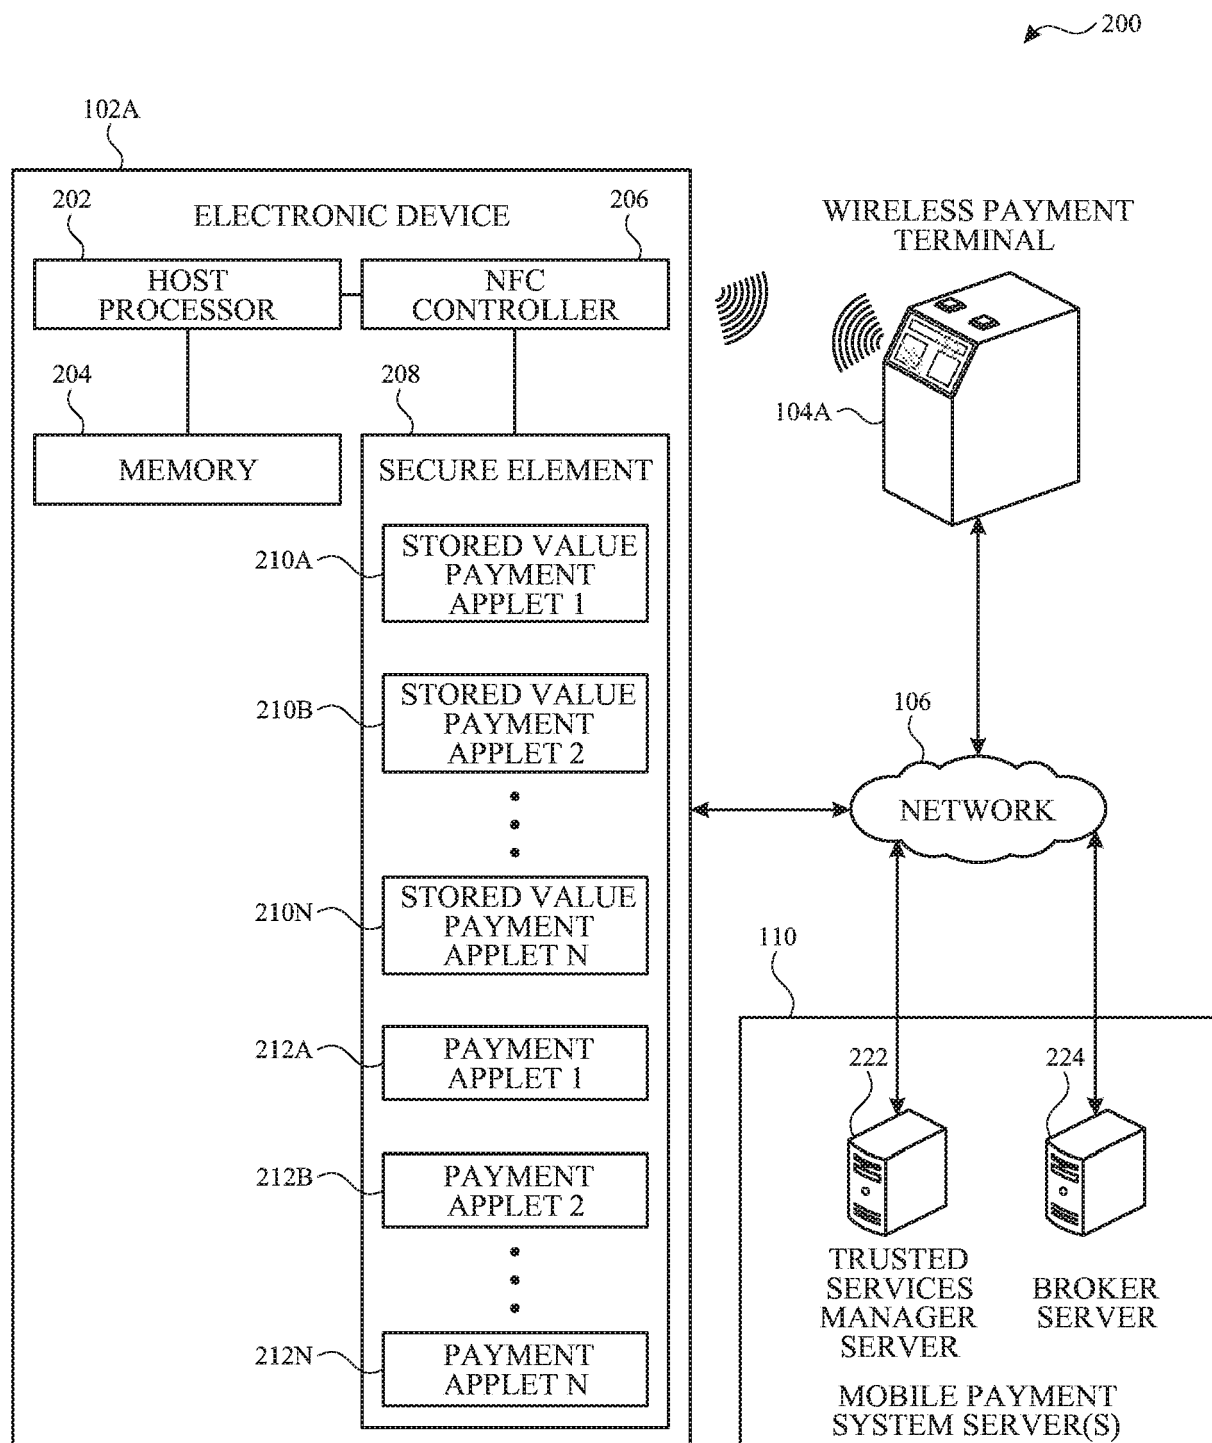 200
102A
ELECTRONIC DEVICE
202
206
HOST
PROCESSOR
NFC
CONTROLLER
WIRELESS PAYMENT
TERMINAL
104A
204
MEMORY
208
SECURE ELEMENT
210A
STORED VALUE
PAYMENT
APPLET 1
210B
STORED VALUE
PAYMENT
APPLET 2
210N
STORED VALUE
PAYMENT
APPLET N
212A
PAYMENT
APPLET 1
212B
PAYMENT
APPLET 2
212N
PAYMENT
APPLET N
106
NETWORK
110
222
224
TRUSTED
SERVICES
MANAGER
SERVER
BROKER
SERVER
MOBILE PAYMENT
SYSTEM SERVER(S)